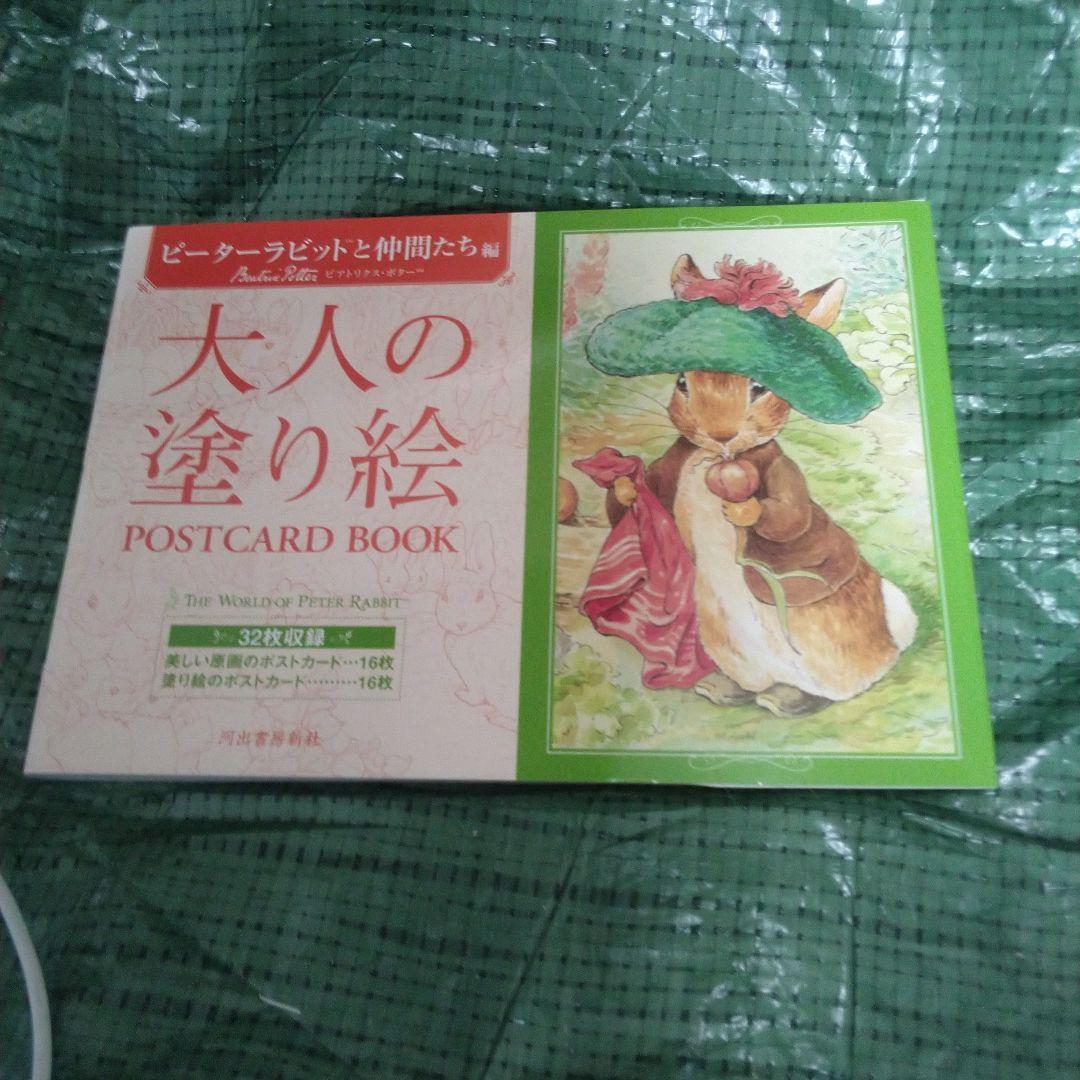 ピーターラビット™と仲間たち編
Beatrix Potter ビアトリクス・ポター™
大人の
塗り絵
POSTCARD BOOK
THE WORLD OF PETER RABBIT™
32枚収録
美しい原画のポストカード…16枚
塗り絵のポストカード………16枚
河出書房新社